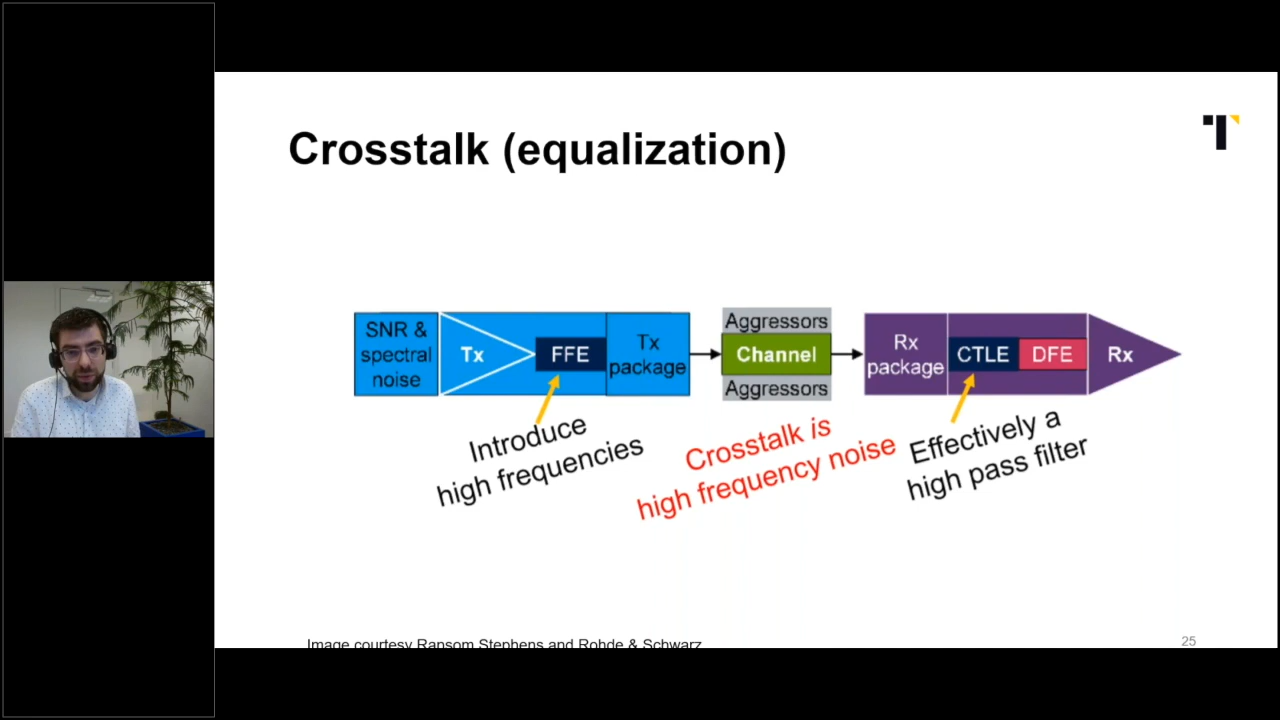 Crosstalk (equalization)
SNR &
spectral
noise
Tx
FFE
Tx
package
Aggressors
Channel
Aggressors
Rx
package
CTLE
DFE
Rx
Introduce
high frequencies
Crosstalk is
high frequency noise
Effectively a
high pass filter
Image courtesy Ransom Stephens and Rohde & Schwarz
25